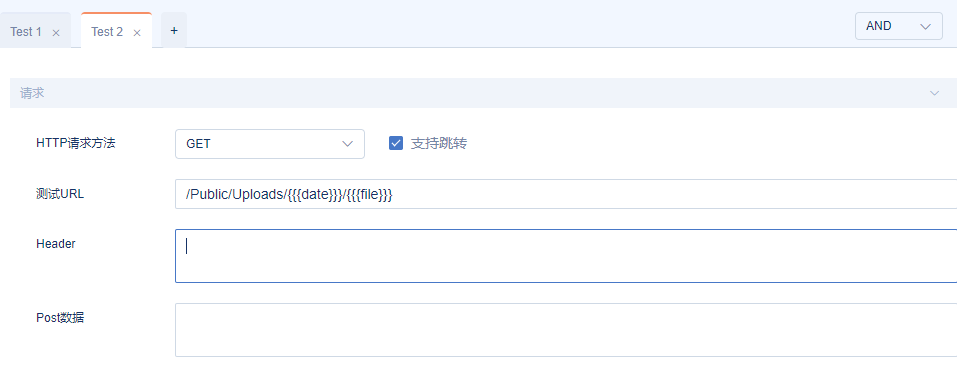 Test 1 × Test 2 × + AND
请求
HTTP请求方法 GET 支持跳转
测试URL /Public/Uploads/{{{date}}}/{{{file}}}
Header
Post数据